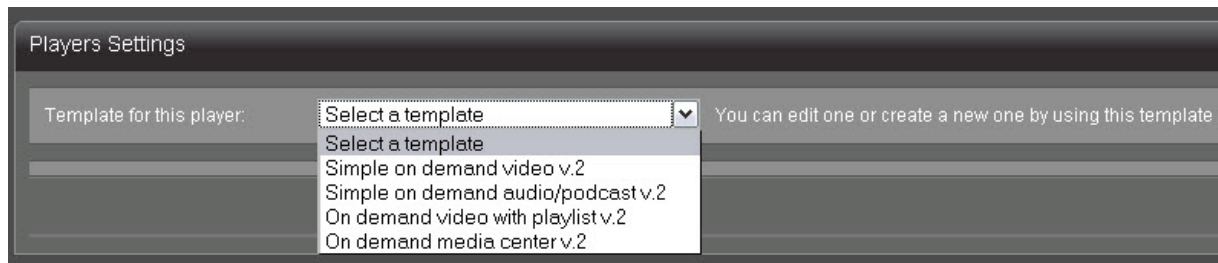 Players Settings
Template for this player: Select a template You can edit one or create a new one by using this template
Select a template
Simple on demand video v.2
Simple on demand audio/podcast v.2
On demand video with playlist v.2
On demand media center v.2